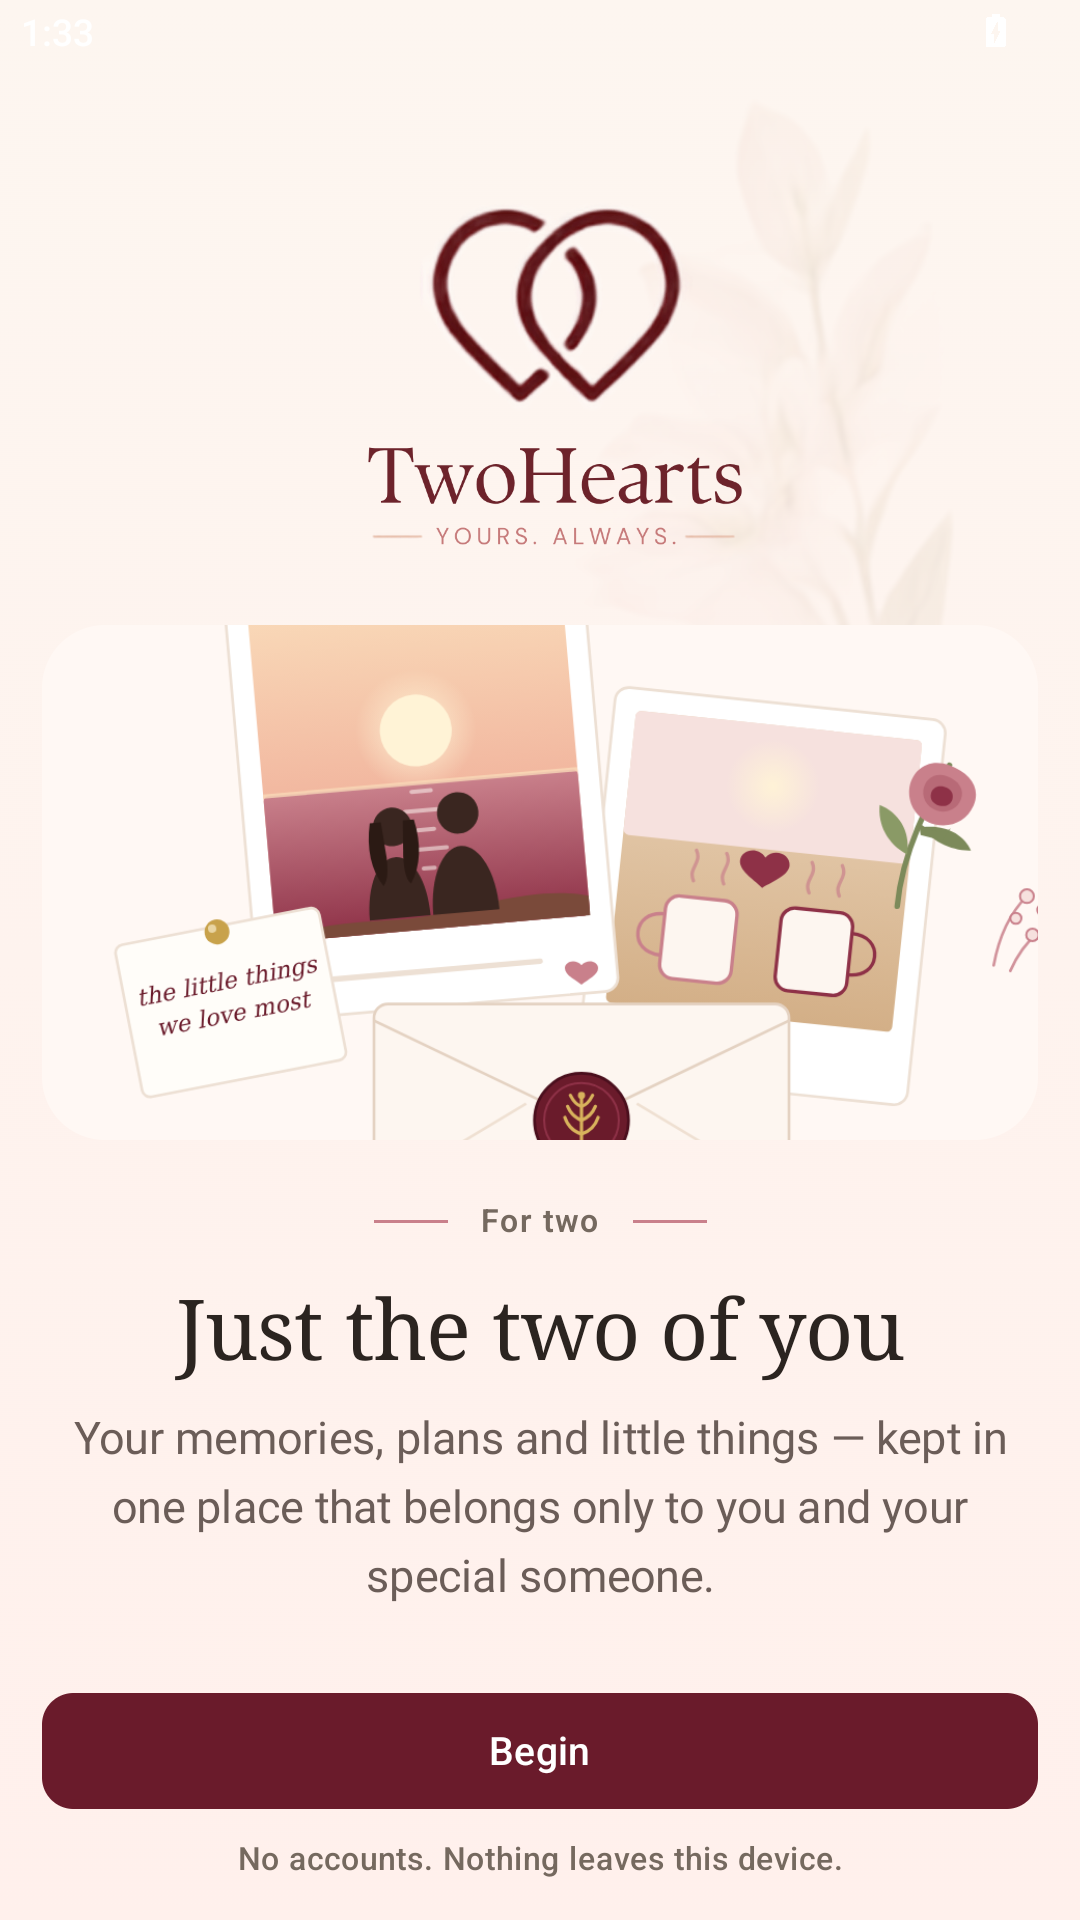 1:33
TwoHearts
YOURS. ALWAYS.
the little things
we love most
For two
Just the two of you
Your memories, plans and little things — kept in
one place that belongs only to you and your
special someone.
Begin
No accounts. Nothing leaves this device.